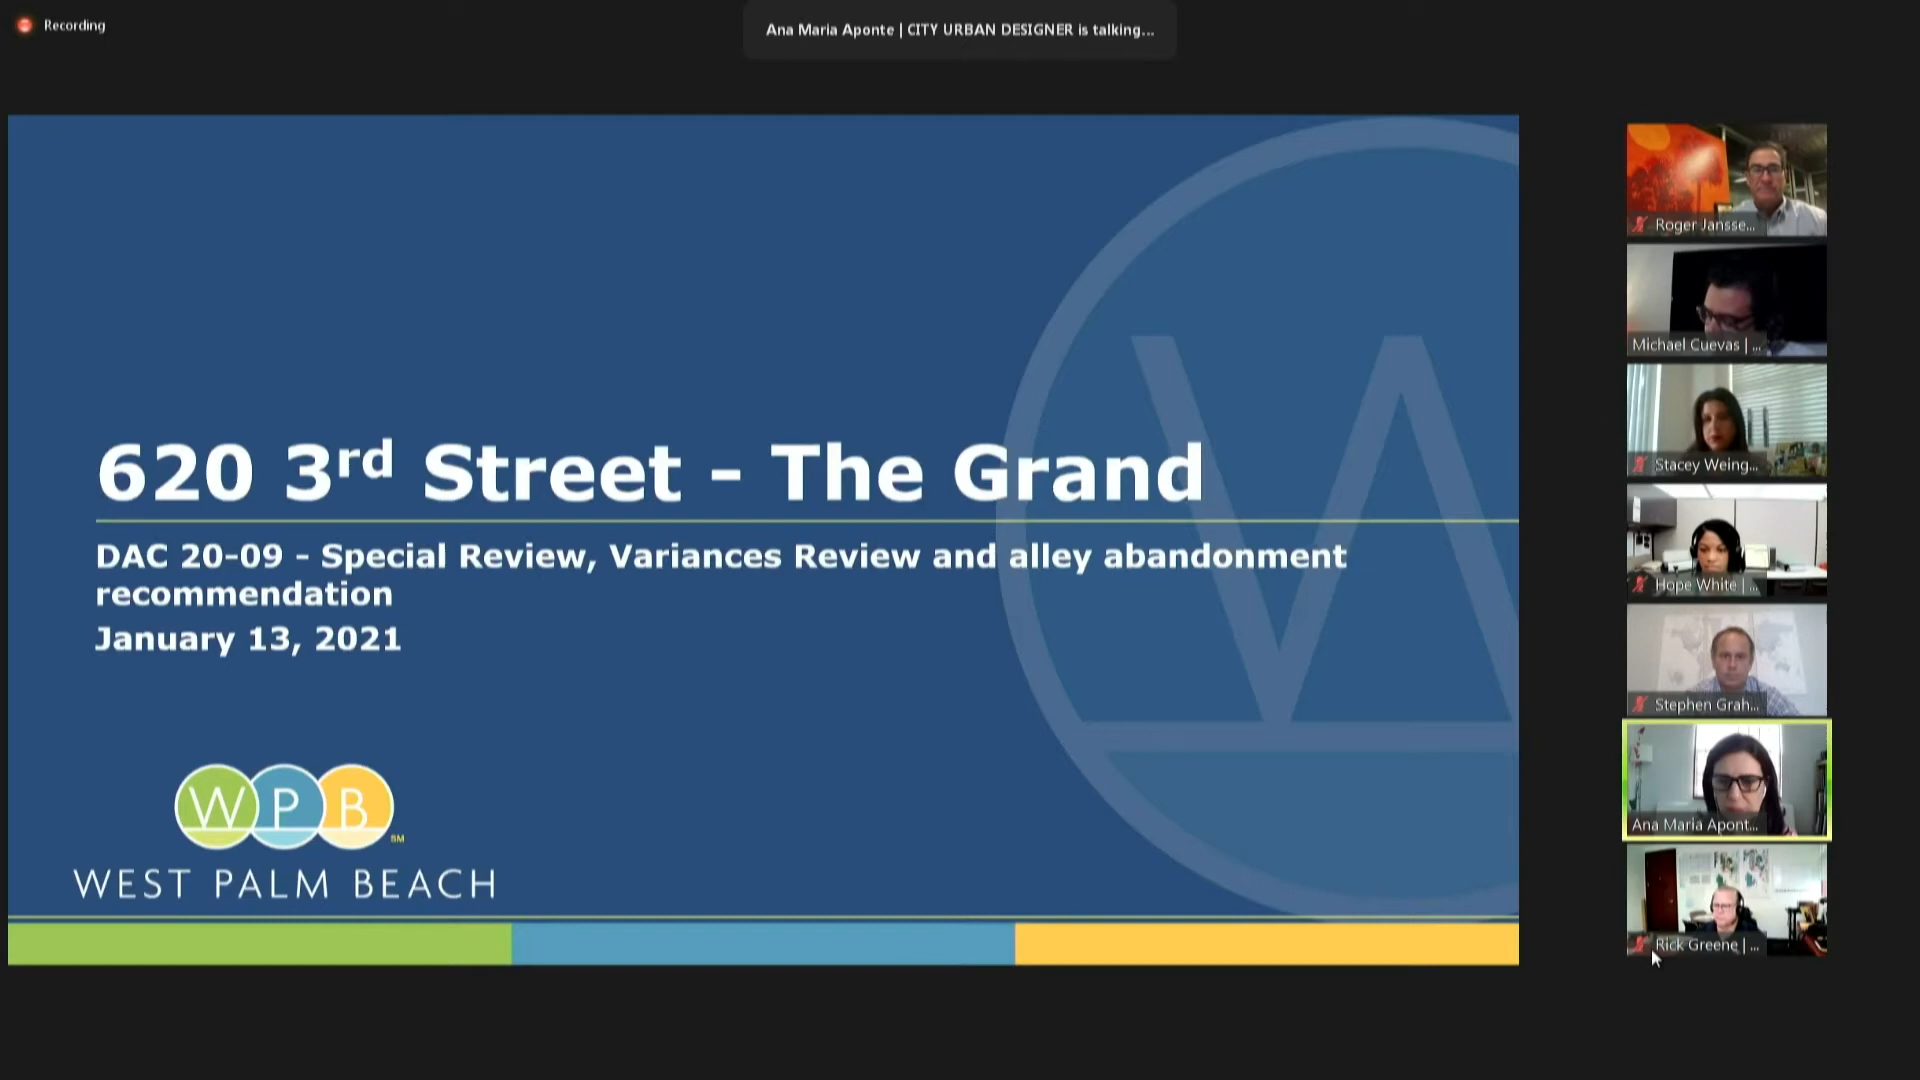 Recording
Ana Maria Aponte | CITY URBAN DESIGNER is talking...
620 3rd Street - The Grand
DAC 20-09 - Special Review, Variances Review and alley abandonment
recommendation
January 13, 2021
W P B SM
WEST PALM BEACH
W
Roger Jansse...
Michael Cuevas | ...
Stacey Weing...
Hope White | ...
Stephen Grah...
Ana Maria Apont...
Rick Greene | ...